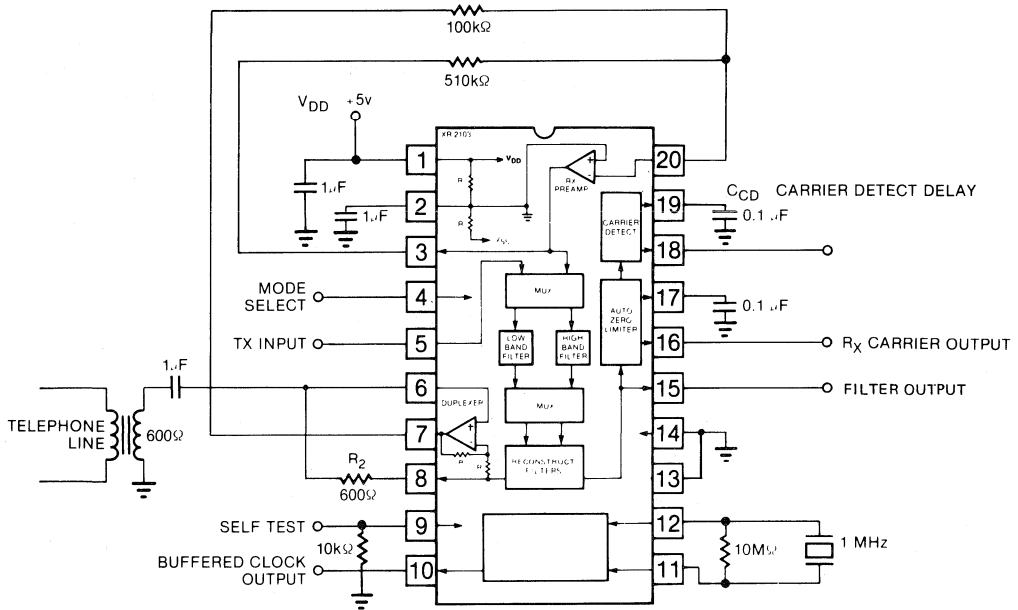 100kΩ
510kΩ
VDD +5v
XR 2103
1
VDD
R
RX PREAMP
+
-
20
1μF
2
1μF
R
VSS
CARRIER DETECT
19
CCD CARRIER DETECT DELAY
0.1 μF
3
18
MODE SELECT
4
MUX
17
0.1 μF
TX INPUT
5
LOW BAND FILTER
HIGH BAND FILTER
AUTO ZERO LIMITER
16
RX CARRIER OUTPUT
1μF
6
DUPLEXER
MUX
15
FILTER OUTPUT
TELEPHONE LINE
600Ω
7
+
-
R
R
14
R2
600Ω
8
RECONSTRUCT FILTERS
13
SELF TEST
9
12
10kΩ
10MΩ
1 MHz
BUFFERED CLOCK OUTPUT
10
11